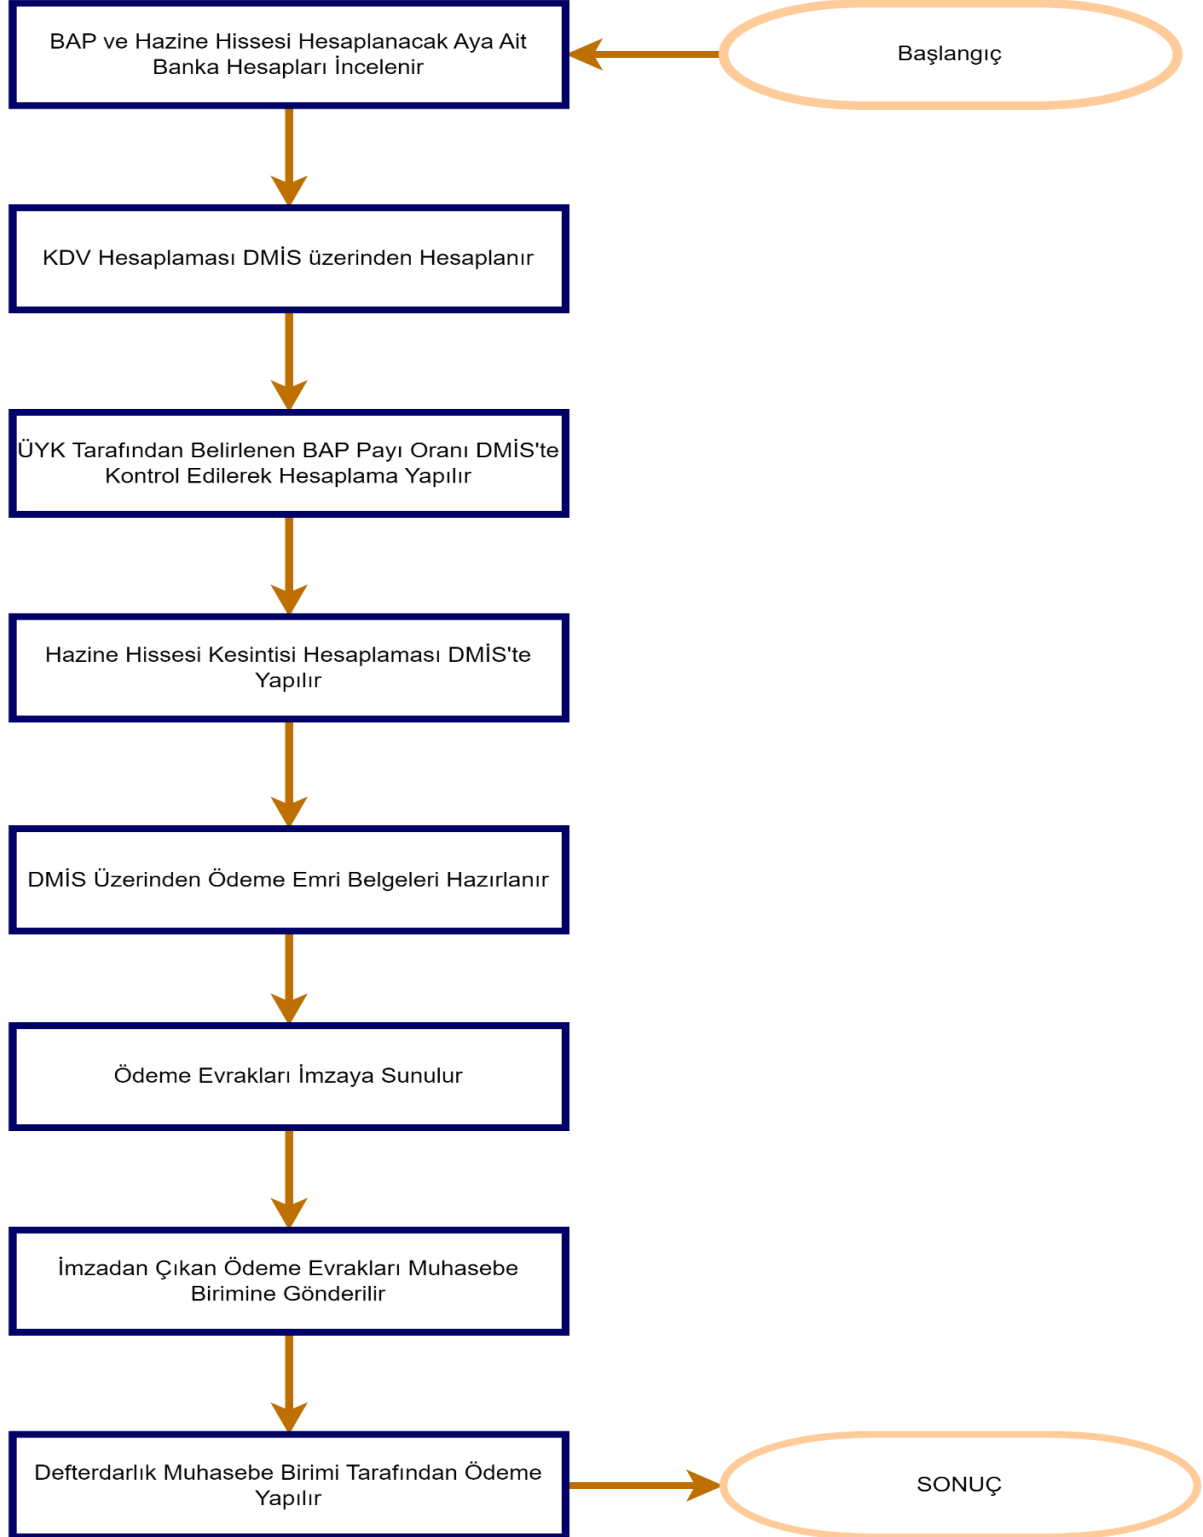 Başlangıç
BAP ve Hazine Hissesi Hesaplanacak Aya Ait
Banka Hesapları İncelenir
KDV Hesaplaması DMİS üzerinden Hesaplanır
ÜYK Tarafından Belirlenen BAP Payı Oranı DMİS'te
Kontrol Edilerek Hesaplama Yapılır
Hazine Hissesi Kesintisi Hesaplaması DMİS'te
Yapılır
DMİS Üzerinden Ödeme Emri Belgeleri Hazırlanır
Ödeme Evrakları İmzaya Sunulur
İmzadan Çıkan Ödeme Evrakları Muhasebe
Birimine Gönderilir
Defterdarlık Muhasebe Birimi Tarafından Ödeme
Yapılır
SONUÇ